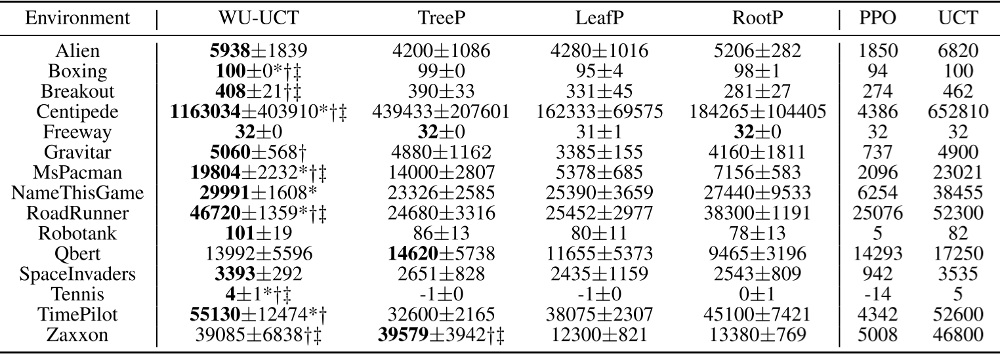 Environment WU-UCT TreeP LeafP RootP PPO UCT
Alien 5938±1839 4200±1086 4280±1016 5206±282 1850 6820
Boxing 100±0*†‡ 99±0 95±4 98±1 94 100
Breakout 408±21†‡ 390±33 331±45 281±27 274 462
Centipede 1163034±403910*†‡ 439433±207601 162333±69575 184265±104405 4386 652810
Freeway 32±0 32±0 31±1 32±0 32 32
Gravitar 5060±568† 4880±1162 3385±155 4160±1811 737 4900
MsPacman 19804±2232*†‡ 14000±2807 5378±685 7156±583 2096 23021
NameThisGame 29991±1608* 23326±2585 25390±3659 27440±9533 6254 38455
RoadRunner 46720±1359*†‡ 24680±3316 25452±2977 38300±1191 25076 52300
Robotank 101±19 86±13 80±11 78±13 5 82
Qbert 13992±5596 14620±5738 11655±5373 9465±3196 14293 17250
SpaceInvaders 3393±292 2651±828 2435±1159 2543±809 942 3535
Tennis 4±1*†‡ -1±0 -1±0 0±1 -14 5
TimePilot 55130±12474*† 32600±2165 38075±2307 45100±7421 4342 52600
Zaxxon 39085±6838†‡ 39579±3942†‡ 12300±821 13380±769 5008 46800